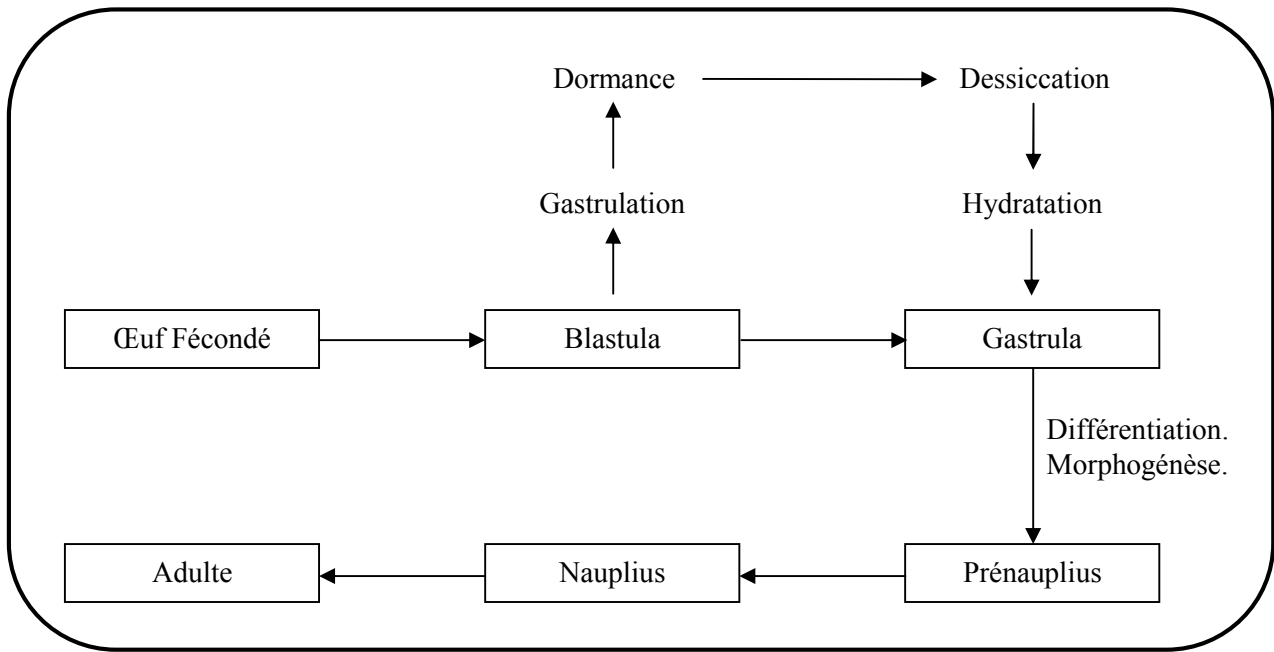 Dormance
Dessiccation
Gastrulation
Hydratation
Œuf Fécondé
Blastula
Gastrula
Différentiation.
Morphogénèse.
Adulte
Nauplius
Prénauplius